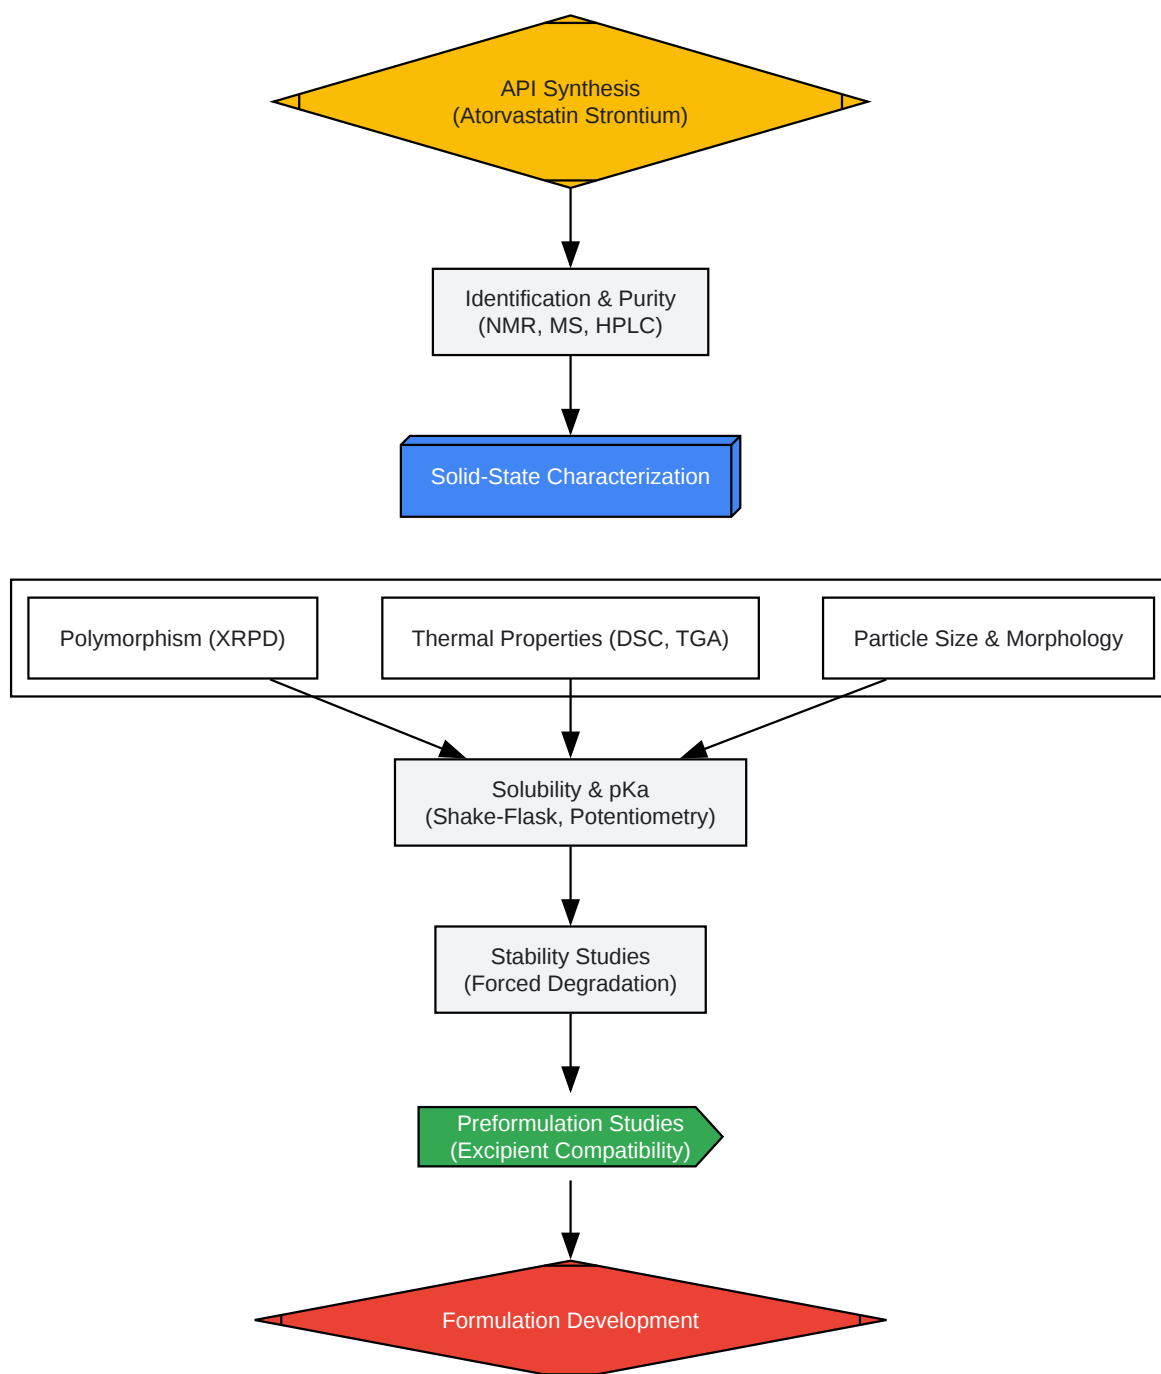 API Synthesis
(Atorvastatin Strontium)
Identification & Purity
(NMR, MS, HPLC)
Solid-State Characterization
Polymorphism (XRPD)
Thermal Properties (DSC, TGA)
Particle Size & Morphology
Solubility & pKa
(Shake-Flask, Potentiometry)
Stability Studies
(Forced Degradation)
Preformulation Studies
(Excipient Compatibility)
Formulation Development